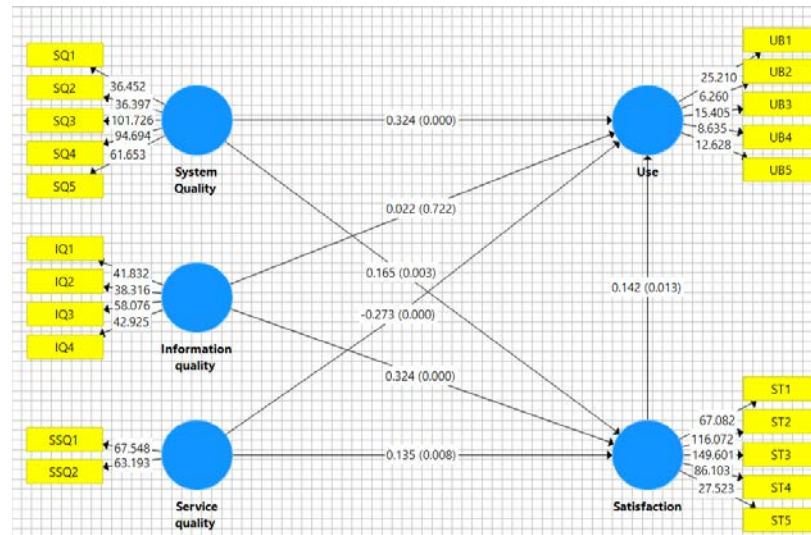 SQ1
SQ2
SQ3
SQ4
SQ5
36.452
36.397
101.726
94.694
61.653
System
Quality
IQ1
IQ2
IQ3
IQ4
41.832
38.316
58.076
42.925
Information
quality
SSQ1
SSQ2
67.548
63.193
Service
quality
0.324 (0.000)
0.022 (0.722)
0.165 (0.003)
-0.273 (0.000)
0.324 (0.000)
0.135 (0.008)
0.142 (0.013)
Use
25.210
6.260
15.405
8.635
12.628
UB1
UB2
UB3
UB4
UB5
Satisfaction
67.082
116.072
149.601
86.103
27.523
ST1
ST2
ST3
ST4
ST5